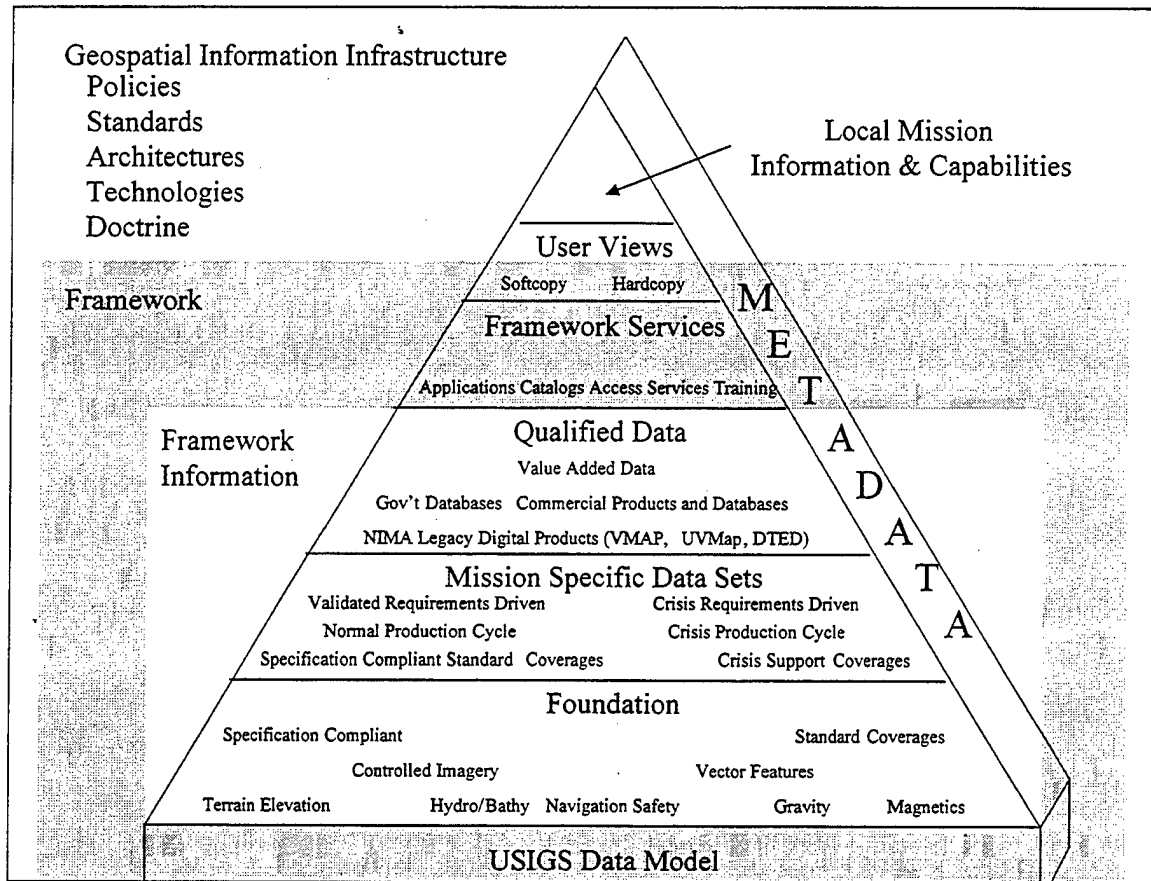 Geospatial Information Infrastructure
Policies
Standards
Architectures
Technologies
Doctrine
Local Mission
Information & Capabilities
User Views
Softcopy Hardcopy
Framework
Framework Services
Applications Catalogs Access Services Training
Framework
Information
Qualified Data
Value Added Data
Gov't Databases Commercial Products and Databases
NIMA Legacy Digital Products (VMAP, UVMap, DTED)
Mission Specific Data Sets
Validated Requirements Driven Crisis Requirements Driven
Normal Production Cycle Crisis Production Cycle
Specification Compliant Standard Coverages Crisis Support Coverages
Foundation
Specification Compliant Standard Coverages
Controlled Imagery Vector Features
Terrain Elevation Hydro/Bathy Navigation Safety Gravity Magnetics
USIGS Data Model
METADATA